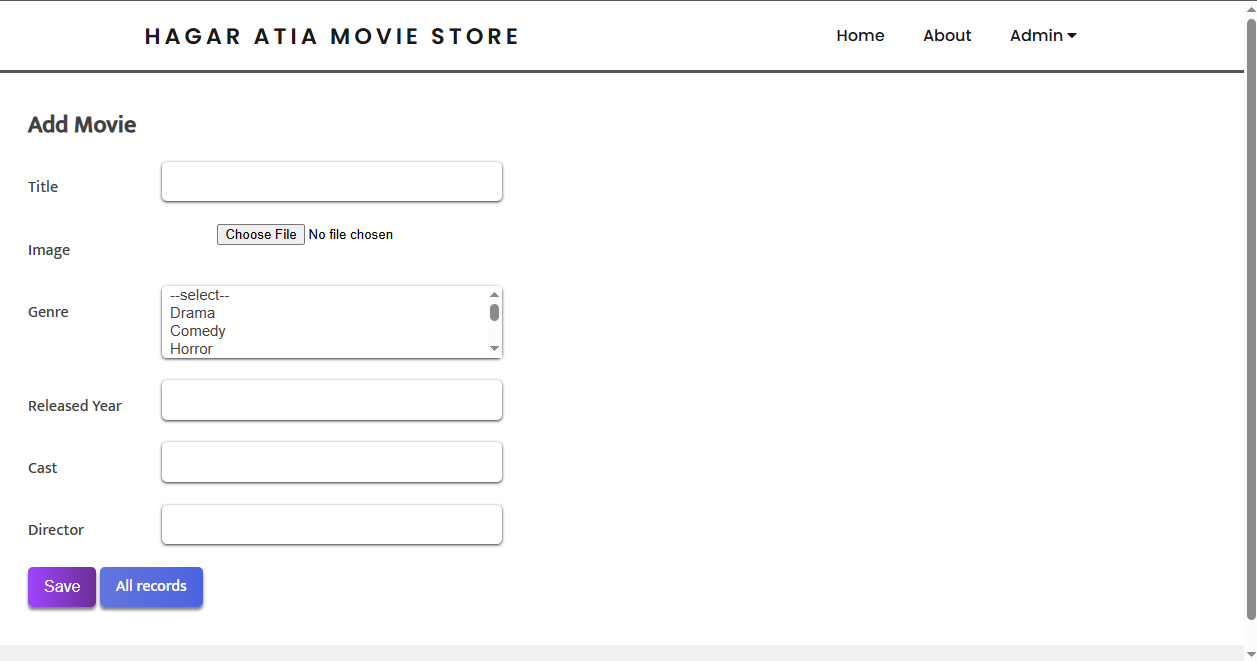 HAGAR ATIA MOVIE STORE Home About Admin
Add Movie
Title
Choose File No file chosen
Image
--select--
Genre
Drama
Comedy
Horror
Released Year
Cast
Director
Save All records